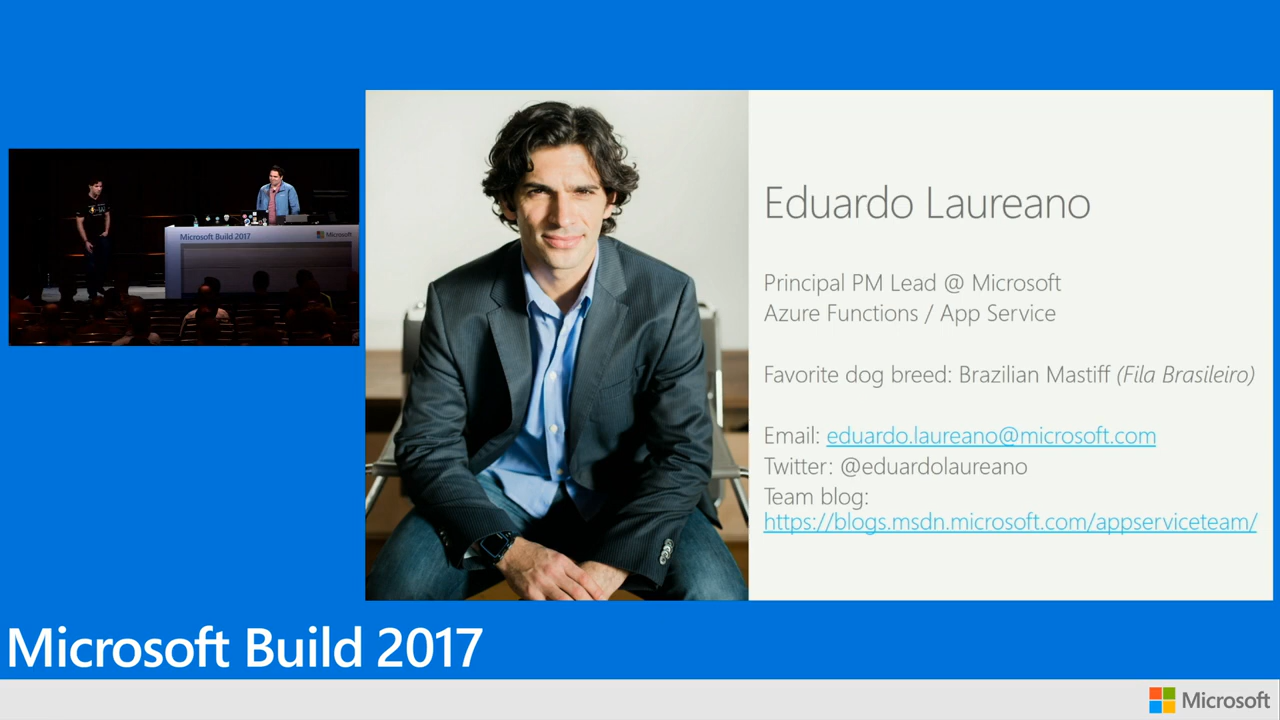 Microsoft Build 2017
Microsoft
Eduardo Laureano
Principal PM Lead @ Microsoft
Azure Functions / App Service
Favorite dog breed: Brazilian Mastiff (Fila Brasileiro)
Email: eduardo.laureano@microsoft.com
Twitter: @eduardolaureano
Team blog:
https://blogs.msdn.microsoft.com/appserviceteam/
Microsoft Build 2017
Microsoft